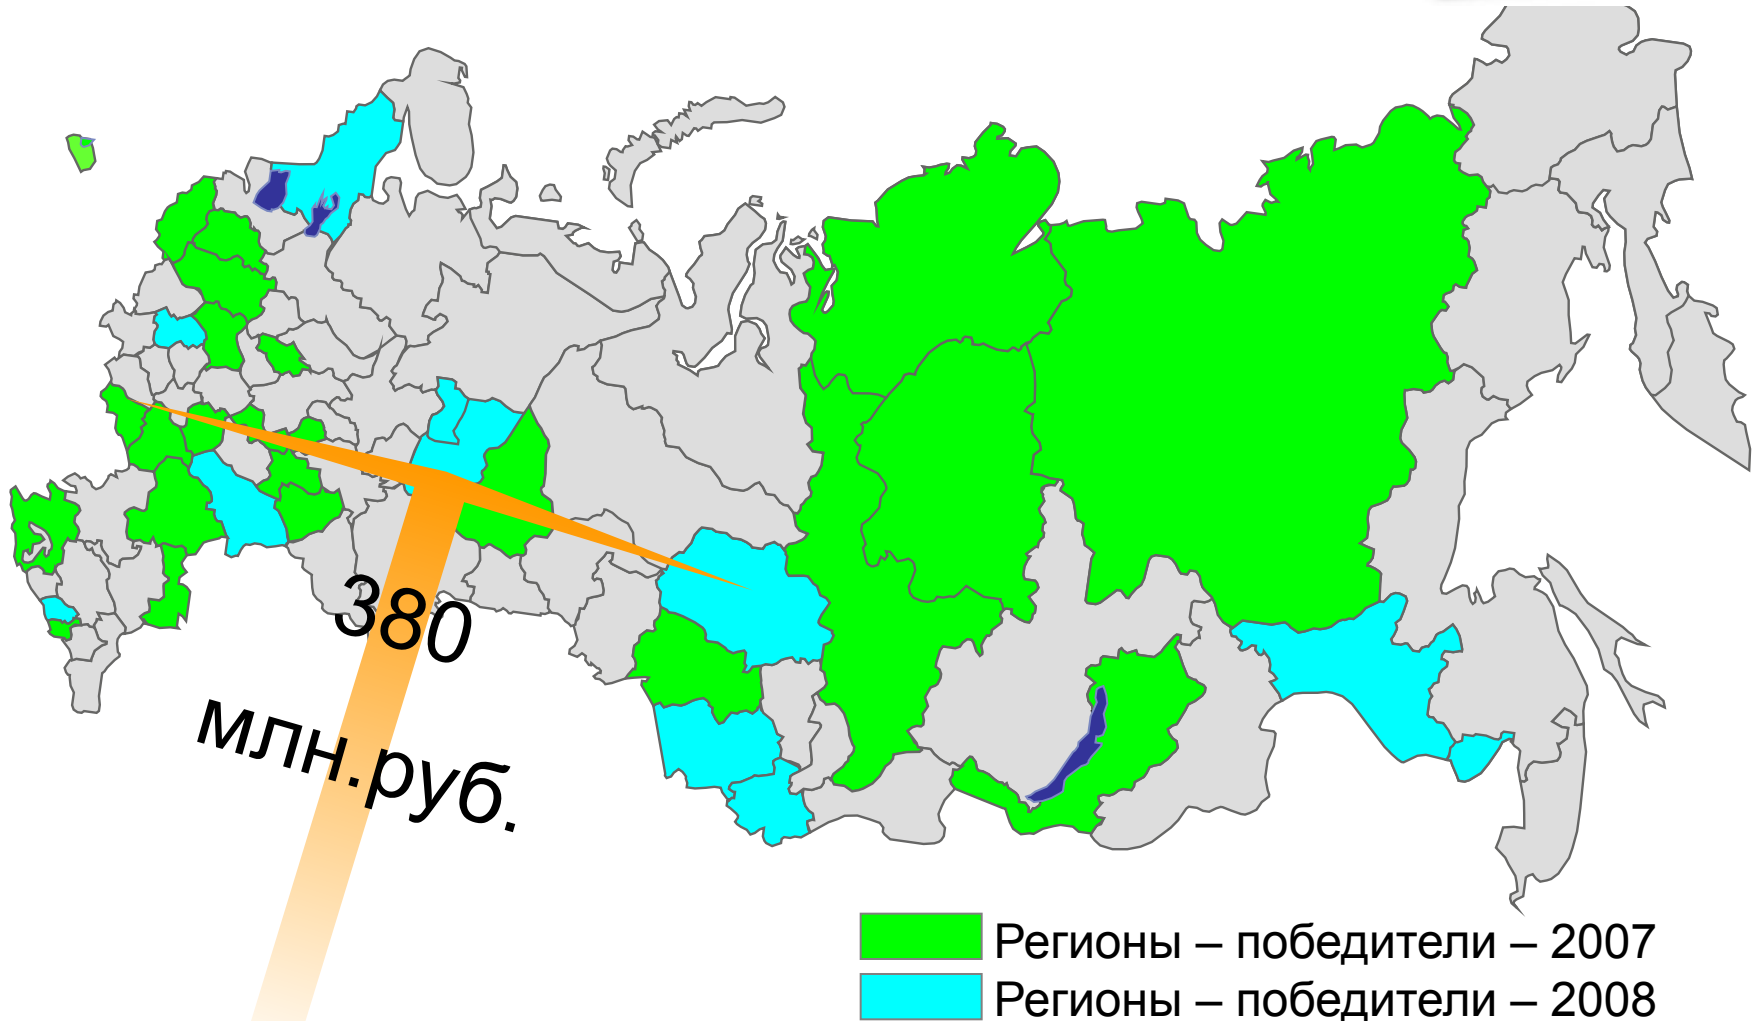 380
млн.руб.
Регионы – победители – 2007
Регионы – победители – 2008